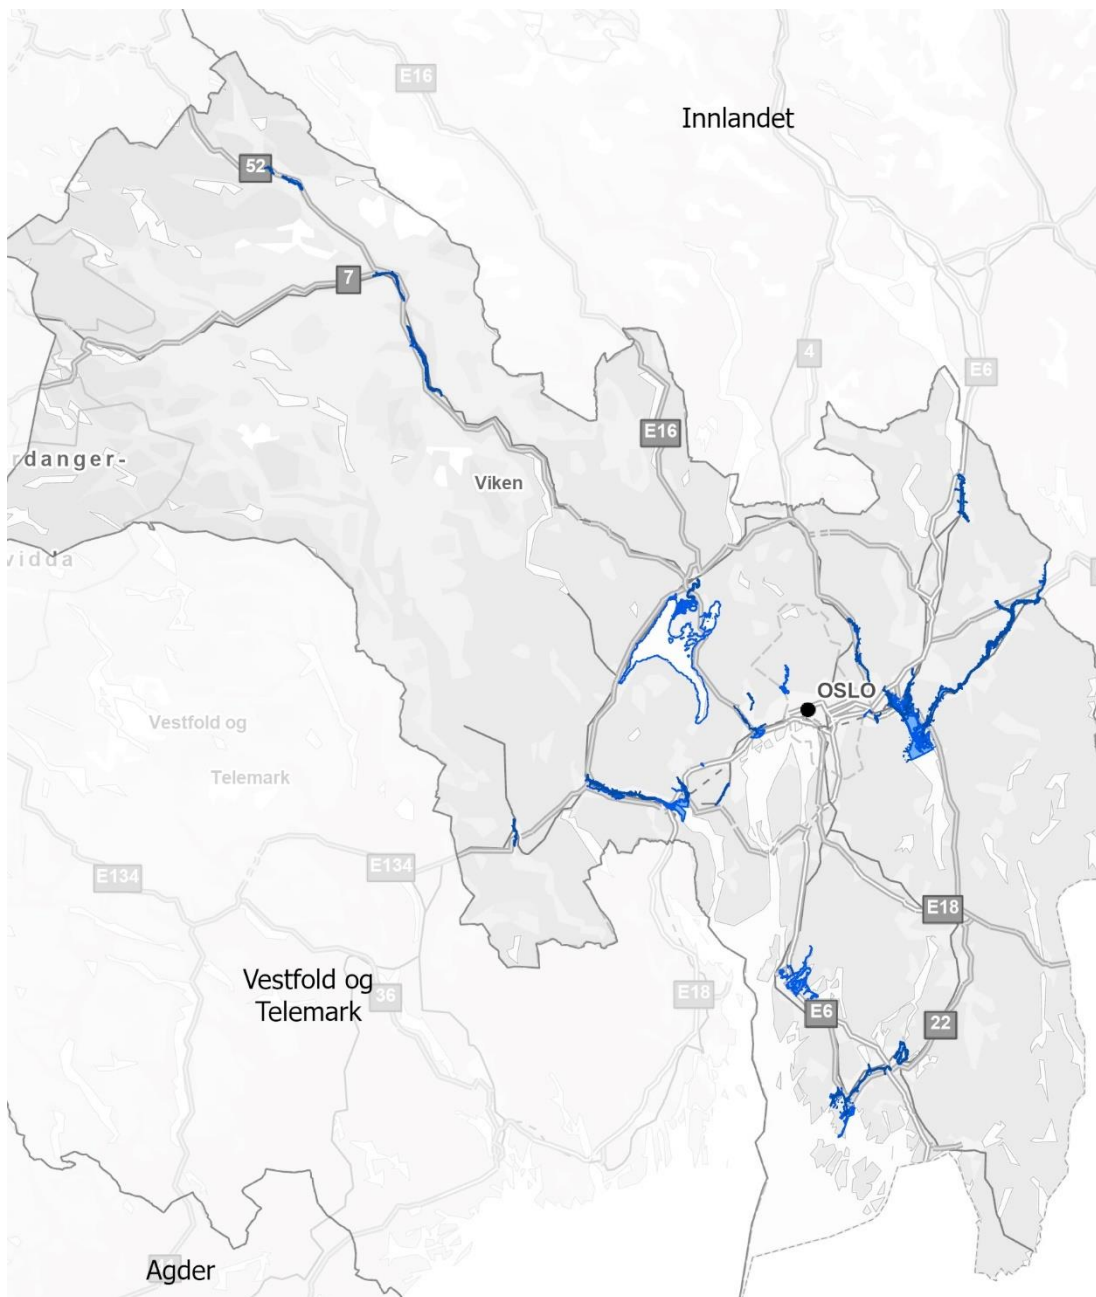 E16
Innlandet
52
7
4
E6
rdanger-
E16
Viken
vidda
OSLO
Vestfold og
Telemark
E134
E134
E18
Vestfold og
Telemark
36
E18
E6
22
Agder